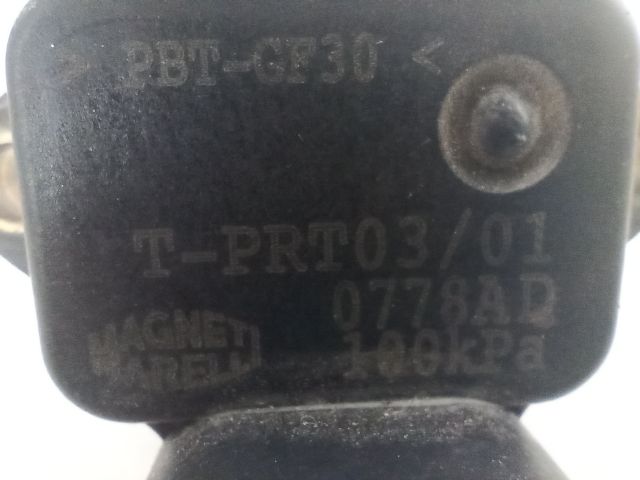 > PBT-GF30 <
T-PRT03/01
0778AD
100kPa
MAGNETI
MARELLI